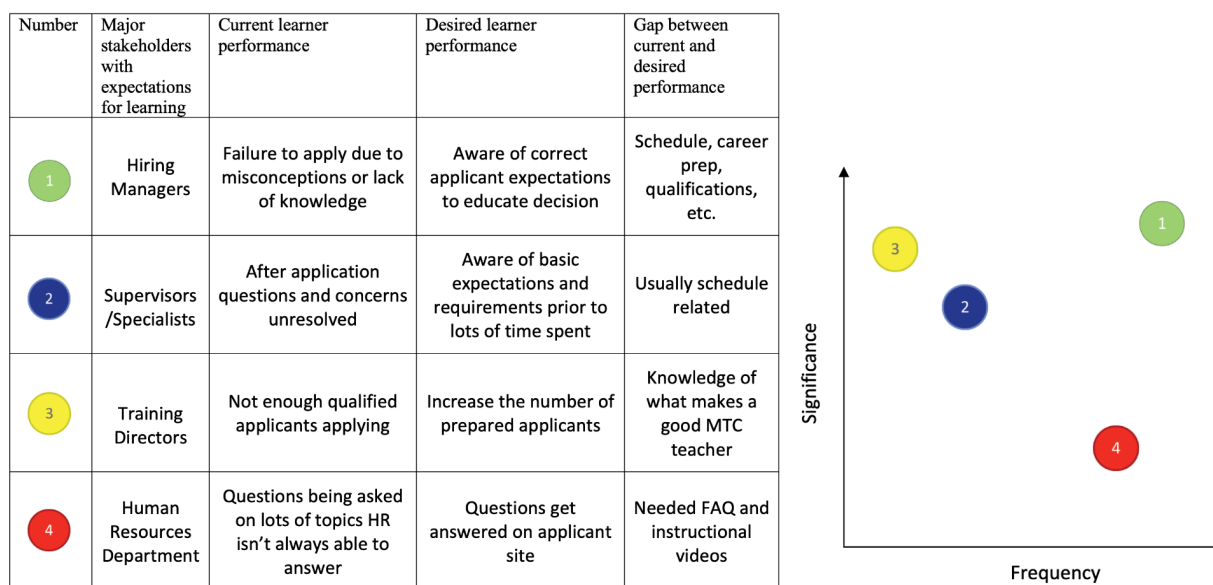 Number
Major
stakeholders
with
expectations
for learning
Current learner
performance
Desired learner
performance
Gap between
current and
desired
performance
1
Hiring
Managers
Failure to apply due to
misconceptions or lack
of knowledge
Aware of correct
applicant expectations
to educate decision
Schedule, career
prep,
qualifications,
etc.
2
Supervisors
/Specialists
After application
questions and concerns
unresolved
Aware of basic
expectations and
requirements prior to
lots of time spent
Usually schedule
related
3
Training
Directors
Not enough qualified
applicants applying
Increase the number of
prepared applicants
Knowledge of
what makes a
good MTC
teacher
4
Human
Resources
Department
Questions being asked
on lots of topics HR
isn’t always able to
answer
Questions get
answered on applicant
site
Needed FAQ and
instructional
videos
Significance
1
3
2
4
Frequency